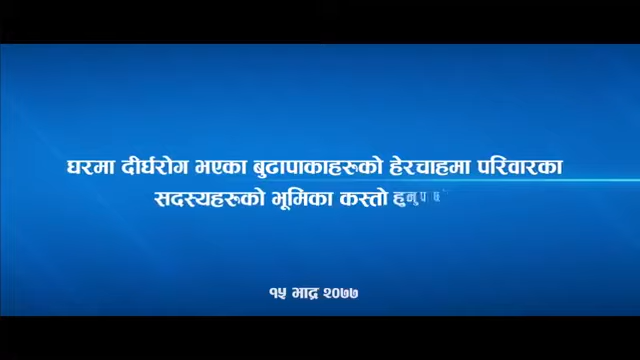 घरमा दीर्घरोग भएका बुढापाकाहरुको हेरचाहमा परिवारका
सदस्यहरुको भूमिका कस्तो
१५ भाद्र २०७७